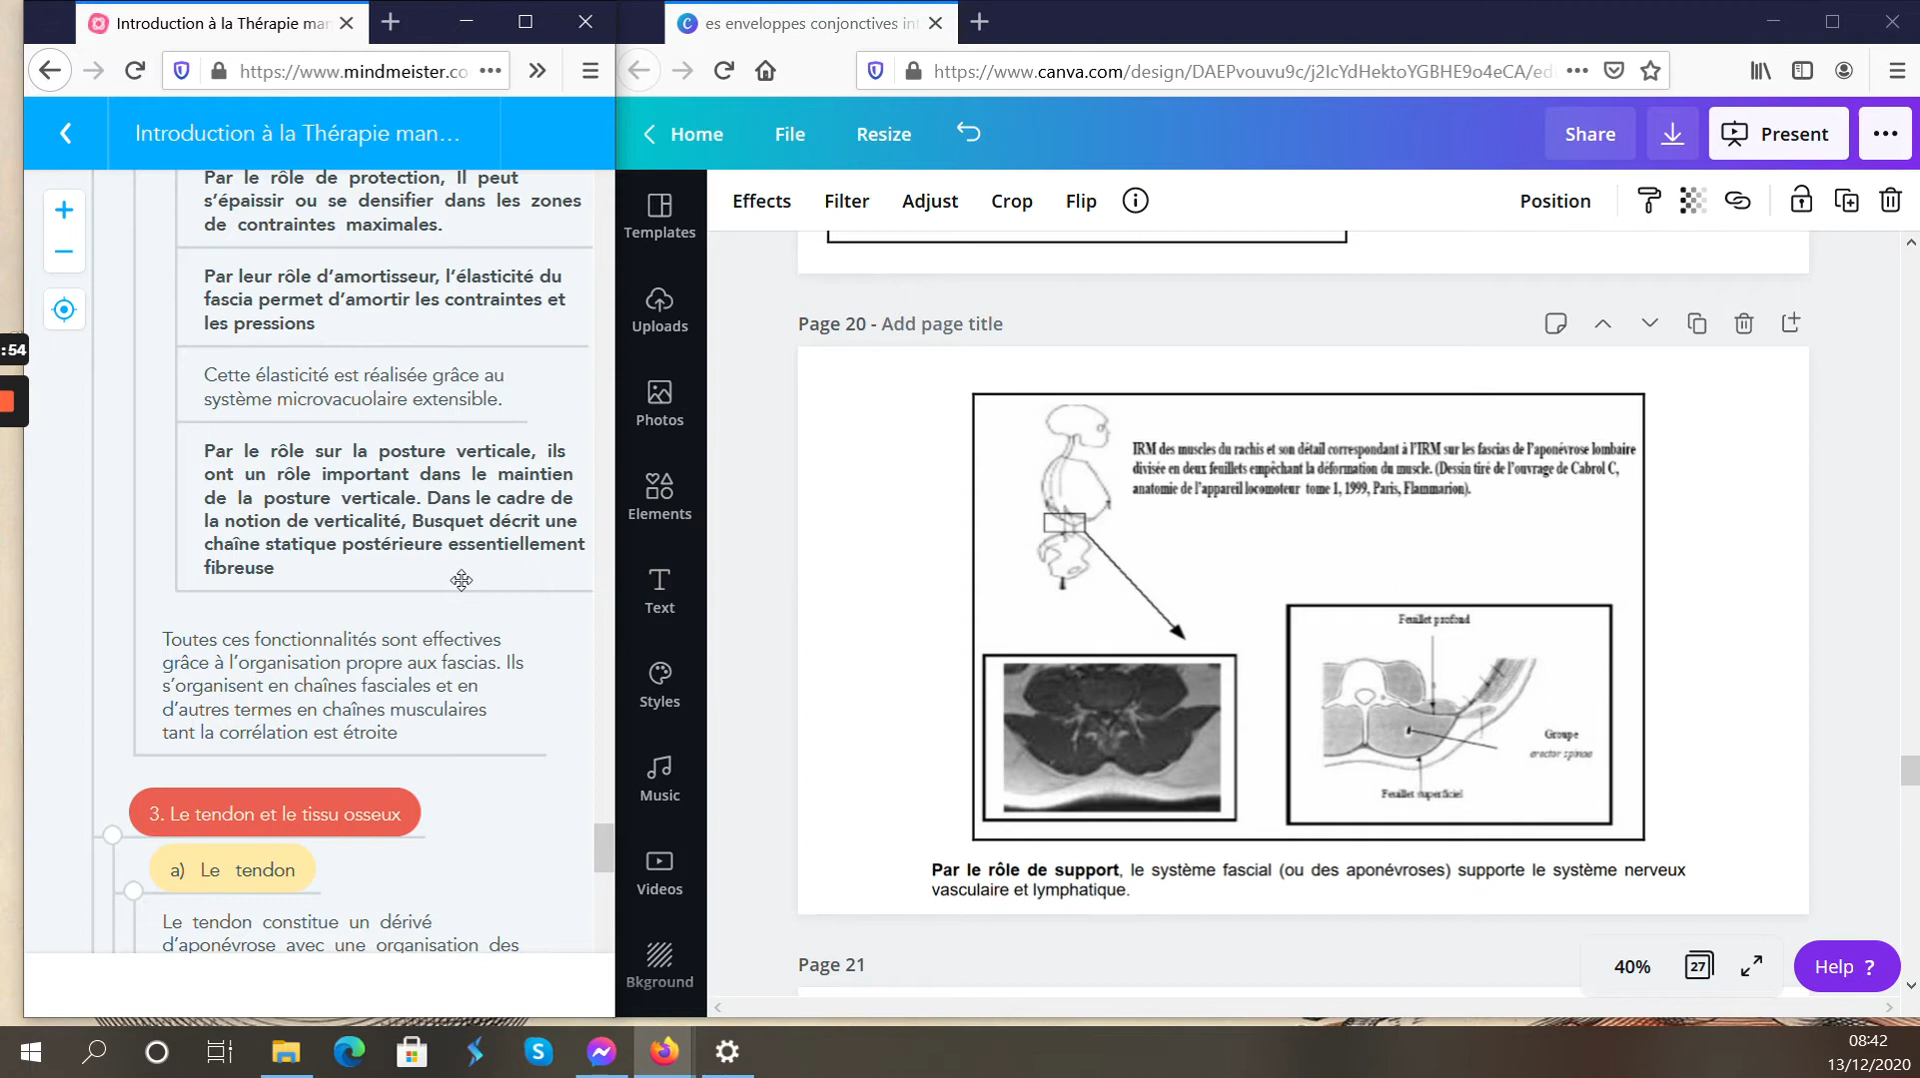 Introduction à la Thérapie man
es enveloppes conjonctives int
https://www.mindmeister.co
https://www.canva.com/design/DAEPvouvu9c/j2IcYdHektoYGBHE9o4eCA/ed
Introduction à la Thérapie man...
Home
File
Resize
Share
Present
Effects
Filter
Adjust
Crop
Flip
Position
Par le rôle de protection, Il peut
s'épaissir ou se densifier dans les zones
de contraintes maximales.
Par leur rôle d'amortisseur, l'élasticité du
fascia permet d'amortir les contraintes et
les pressions
Cette élasticité est réalisée grâce au
système microvacuolaire extensible.
Par le rôle sur la posture verticale, ils
ont un rôle important dans le maintien
de la posture verticale. Dans le cadre de
la notion de verticalité, Busquet décrit une
chaîne statique postérieure essentiellement
fibreuse
Toutes ces fonctionnalités sont effectives
grâce à l'organisation propre aux fascias. Ils
s'organisent en chaînes fasciales et en
d'autres termes en chaînes musculaires
tant la corrélation est étroite
3. Le tendon et le tissu osseux
a) Le tendon
Le tendon constitue un dérivé
d'aponévrose avec une organisation des
:54
Templates
Uploads
Photos
Elements
Text
Styles
Music
Videos
Bkground
Page 20 - Add page title
IRM des muscles du rachis et son détail correspondant à l'IRM sur les fascias de l'aponévrose lombaire
divisée en deux feuillets empêchant la déformation du muscle. (Dessin tiré de l'ouvrage de Cabrol C,
anatomie de l'appareil locomoteur tome 1, 1999, Paris, Flammarion).
Feuillet profond
Groupe
erector spinae
Feuillet superficiel
Par le rôle de support, le système fascial (ou des aponévroses) supporte le système nerveux
vasculaire et lymphatique.
Page 21
40%
27
Help ?
08:42
13/12/2020